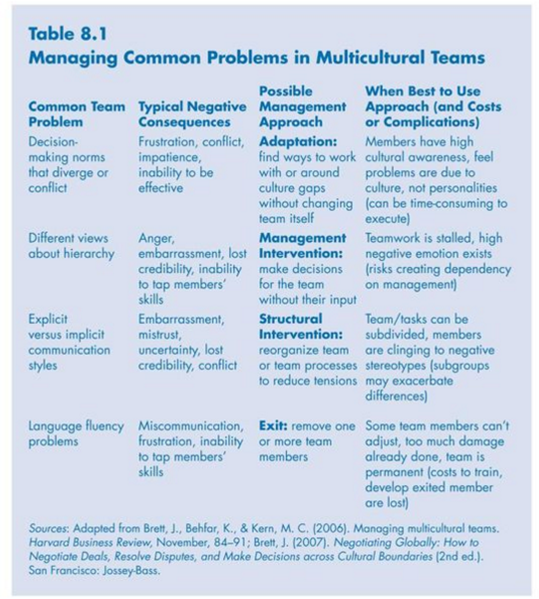 Table 8.1
Managing Common Problems in Multicultural Teams
Common Team
Problem
Typical Negative
Consequences
Possible
Management
Approach
When Best to Use
Approach (and Costs
or Complications)
Decision-
making norms
that diverge or
conflict
Frustration, conflict,
impatience,
inability to be
effective
Adaptation:
find ways to work
with or around
culture gaps
without changing
team itself
Members have high
cultural awareness, feel
problems are due to
culture, not personalities
(can be time-consuming to
execute)
Different views
about hierarchy
Anger,
embarrassment, lost
credibility, inability
to tap members'
skills
Management
Intervention:
make decisions
for the team
without their input
Teamwork is stalled, high
negative emotion exists
(risks creating dependency
on management)
Explicit
versus implicit
communication
styles
Embarrassment,
mistrust,
uncertainty, lost
credibility, conflict
Structural
Intervention:
reorganize team
or team processes
to reduce tensions
Team/tasks can be
subdivided, members
are clinging to negative
stereotypes (subgroups
may exacerbate
differences)
Language fluency
problems
Miscommunication,
frustration, inability
to tap members'
skills
Exit: remove one
or more team
members
Some team members can't
adjust, too much damage
already done, team is
permanent (costs to train,
develop exited member
are lost)
Sources: Adapted from Brett, J., Behfar, K., & Kern, M. C. (2006). Managing multicultural teams.
Harvard Business Review, November, 84–91; Brett, J. (2007). Negotiating Globally: How to
Negotiate Deals, Resolve Disputes, and Make Decisions across Cultural Boundaries (2nd ed.).
San Francisco: Jossey-Bass.